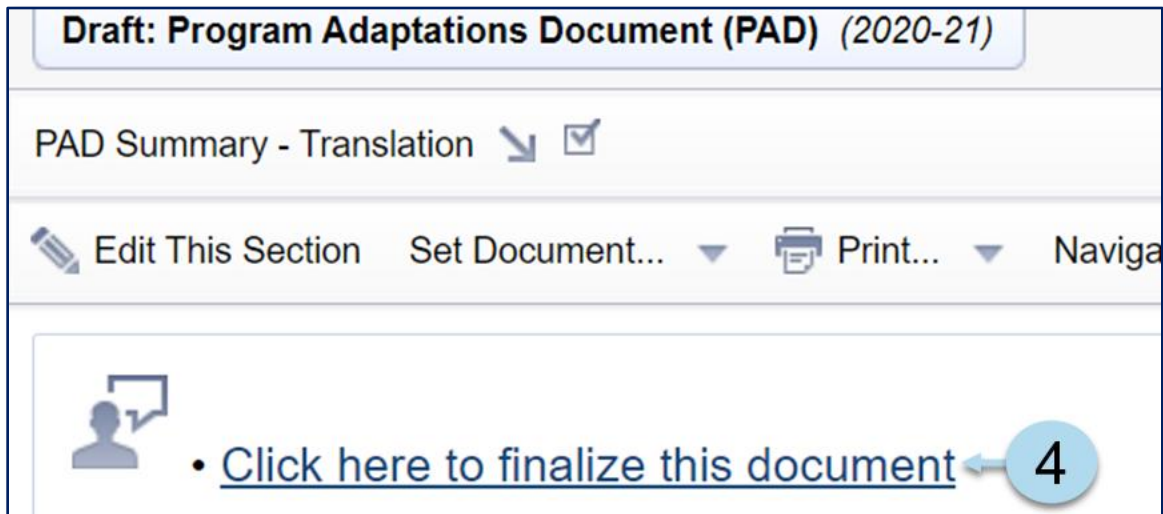 Draft: Program Adaptations Document (PAD) (2020-21)
PAD Summary - Translation
Edit This Section Set Document... Print... Naviga
• Click here to finalize this document 4